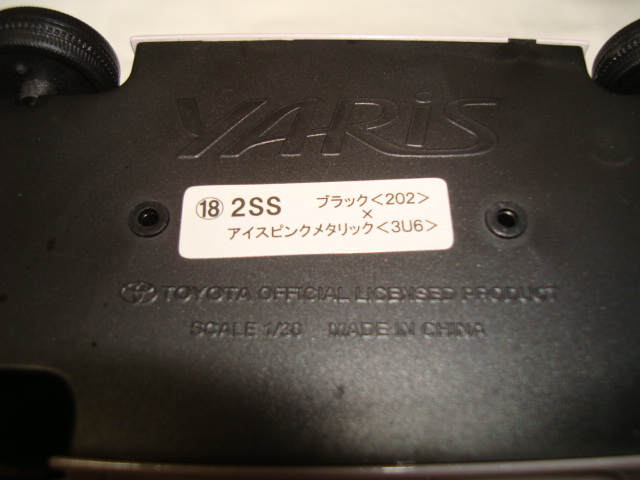 YARiS
⑱ 2SS ブラック<202>
×
アイスピンクメタリック<3U6>
TOYOTA OFFICIAL LICENSED PRODUCT
SCALE 1/20 MADE IN CHINA